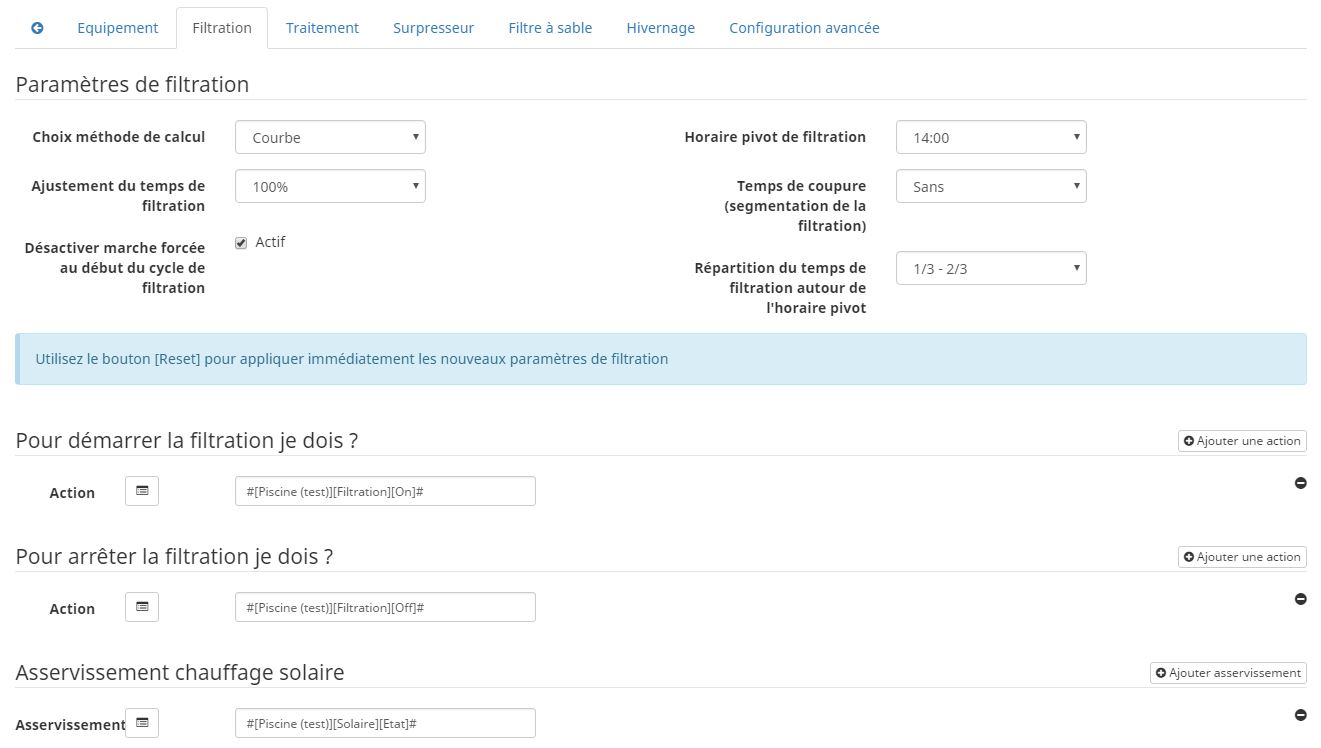 Equipement Filtration Traitement Surpresseur Filtre à sable Hivernage Configuration avancée
Paramètres de filtration
Choix méthode de calcul Courbe
Ajustement du temps de
filtration
100%
Désactiver marche forcée
au début du cycle de
filtration
Actif
Horaire pivot de filtration 14:00
Temps de coupure
(segmentation de la
filtration)
Sans
Répartition du temps de
filtration autour de
l'horaire pivot
1/3 - 2/3
Utilisez le bouton [Reset] pour appliquer immédiatement les nouveaux paramètres de filtration
Pour démarrer la filtration je dois ? Ajouter une action
Action #[Piscine (test)][Filtration][On]#
Pour arrêter la filtration je dois ? Ajouter une action
Action #[Piscine (test)][Filtration][Off]#
Asservissement chauffage solaire Ajouter asservissement
Asservissement #[Piscine (test)][Solaire][Etat]#